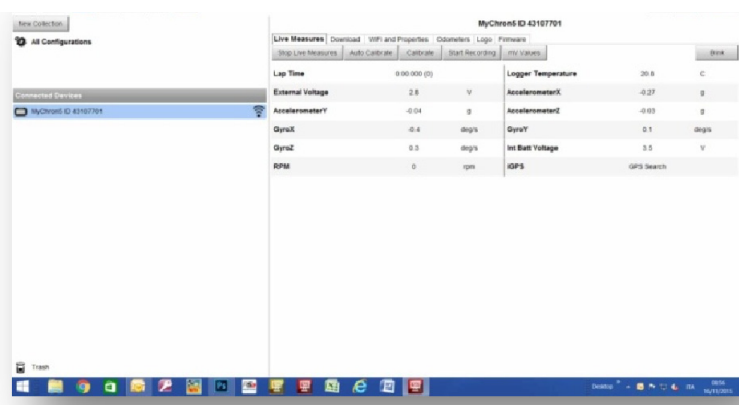 New Collection
MyChron5 ID 43107701
All Configurations
Live Measures Download WiFi and Properties Odometers Logo Firmware
Stop Live Measures Auto Calibrate Calibrate Start Recording mV Values Blink
Lap Time 0:00.000 (0) Logger Temperature 20.8 C
Connected Devices
External Voltage 2.8 V AccelerometerX -0.27 g
MyChron5 ID 43107701
AccelerometerY -0.04 g AccelerometerZ -0.03 g
GyroX -0.4 deg/s GyroY 0.1 deg/s
GyroZ 0.3 deg/s Int Batt Voltage 3.5 V
RPM 0 rpm iGPS GPS Search
Trash
Desktop ITA